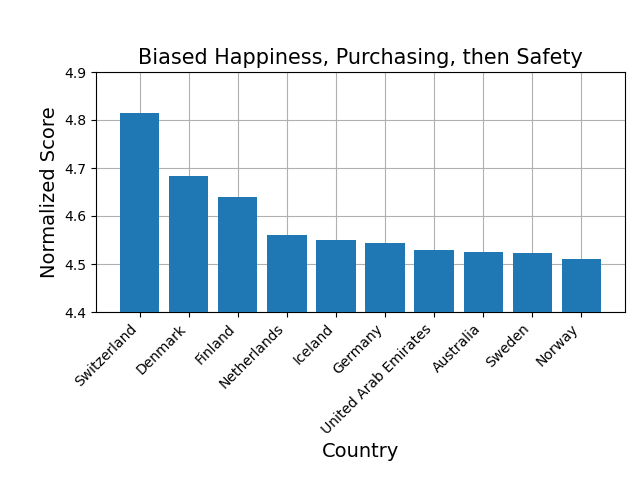 Biased Happiness, Purchasing, then Safety
4.9
4.8
4.7
4.6
4.5
4.4
Normalized Score
Switzerland
Denmark
Finland
Netherlands
Iceland
Germany
United Arab Emirates
Australia
Sweden
Norway
Country